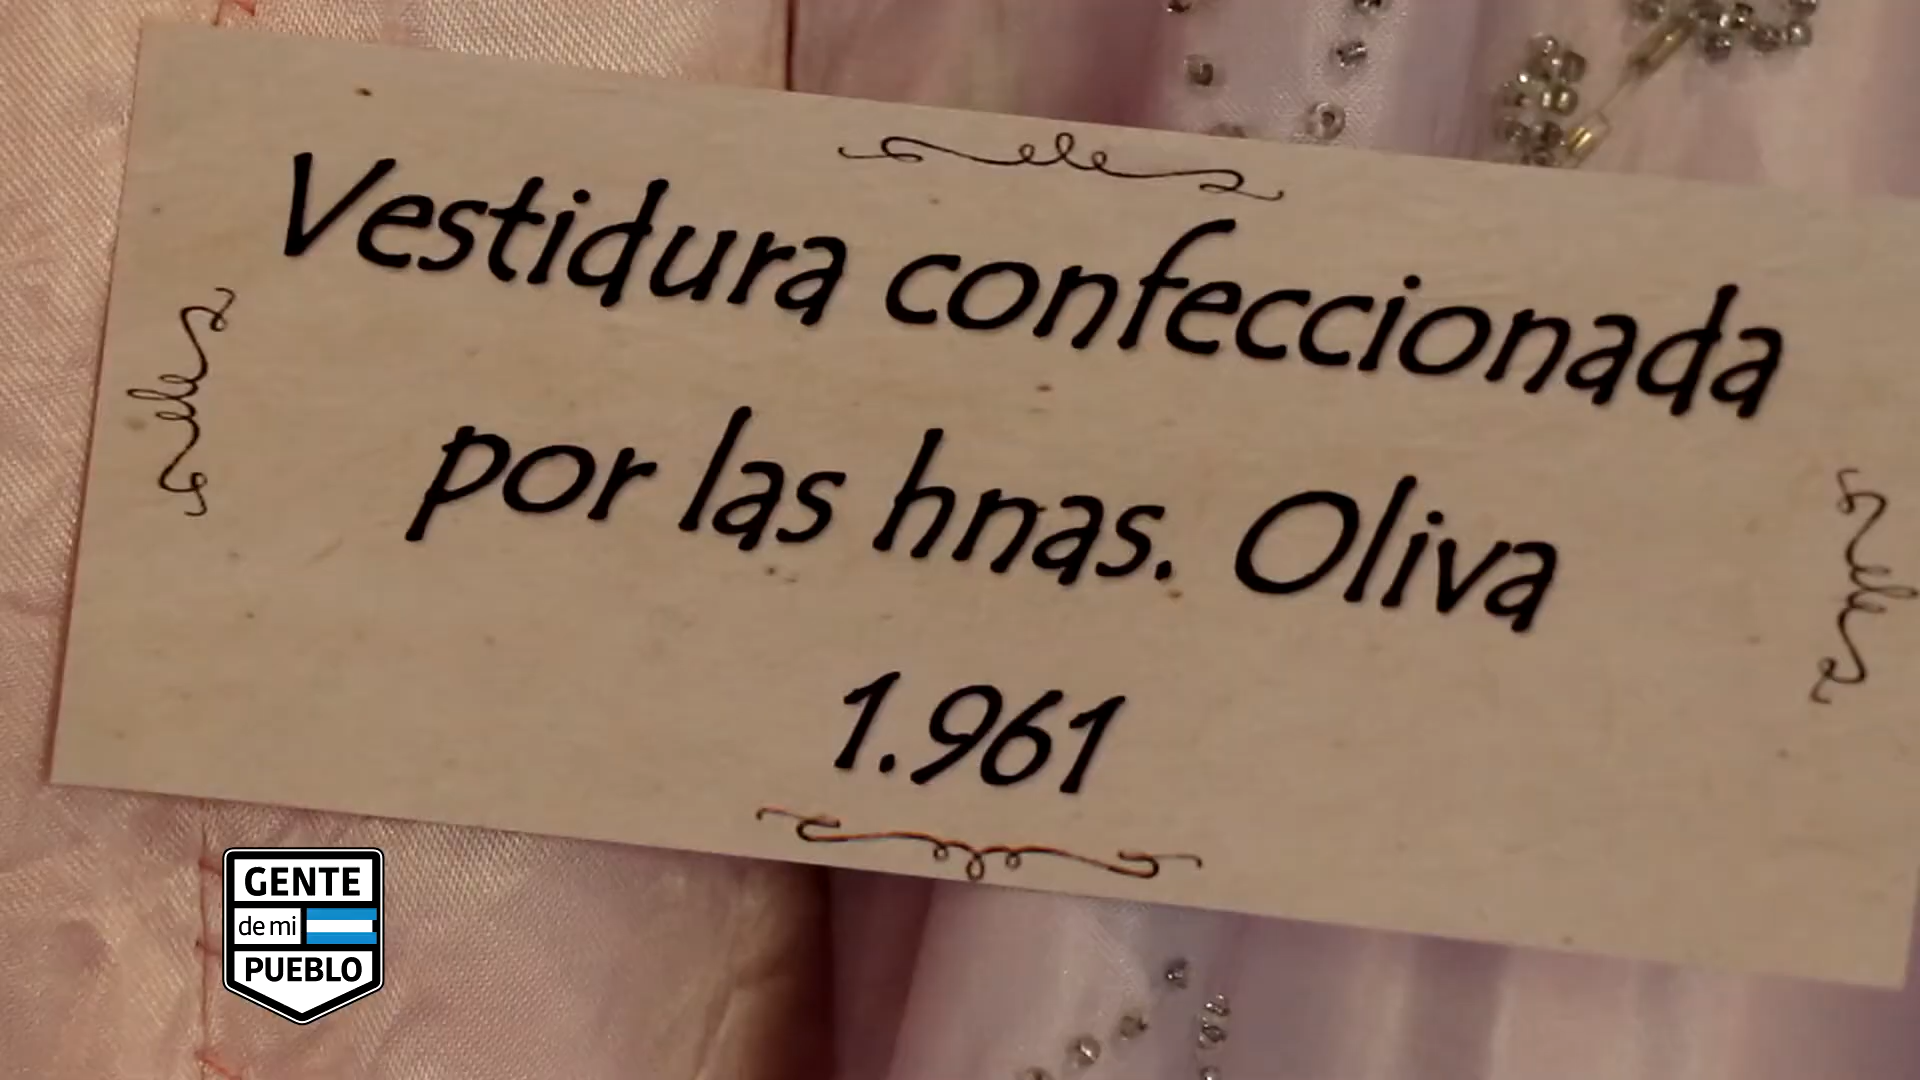 Vestidura confeccionada
por las hnas. Oliva
1.961
GENTE
de mi
PUEBLO